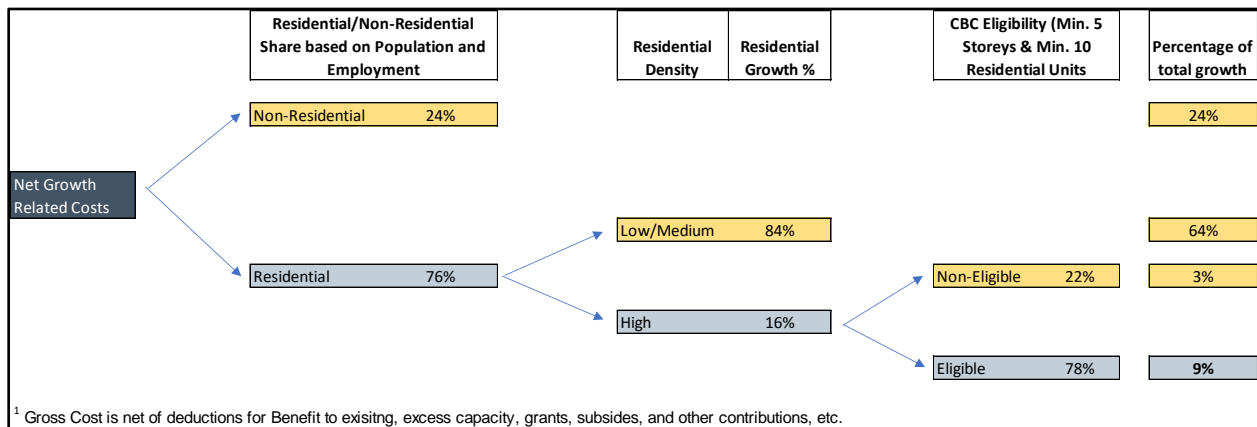 Residential/Non-Residential
Share based on Population and
Employment
Residential
Density
Residential
Growth %
CBC Eligibility (Min. 5
Storeys & Min. 10
Residential Units
Percentage of
total growth
Non-Residential 24%
24%
Net Growth
Related Costs
Low/Medium 84%
64%
Residential 76%
Non-Eligible 22%
3%
High 16%
Eligible 78%
9%
1 Gross Cost is net of deductions for Benefit to exisitng, excess capacity, grants, subsides, and other contributions, etc.